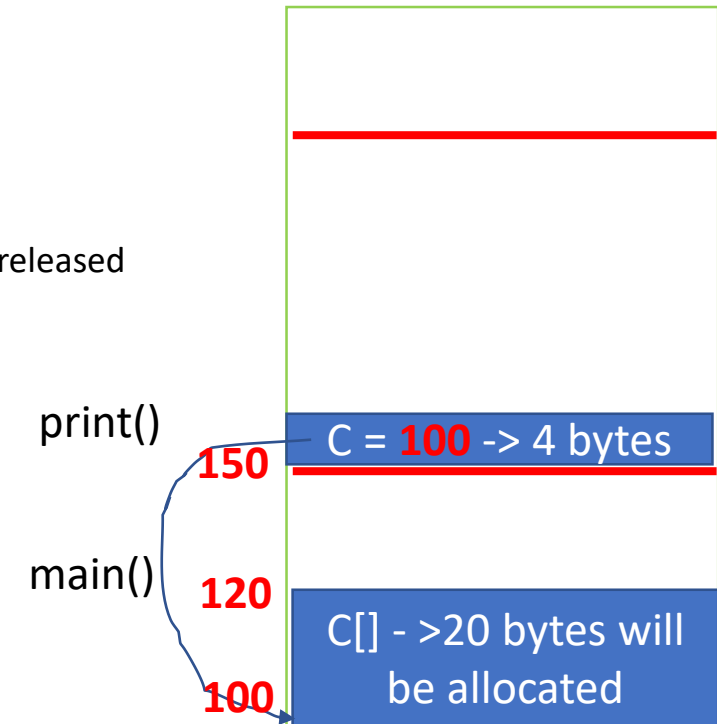 released
print()
C = 100 -> 4 bytes
150
main()
120
C[] - >20 bytes will
be allocated
100